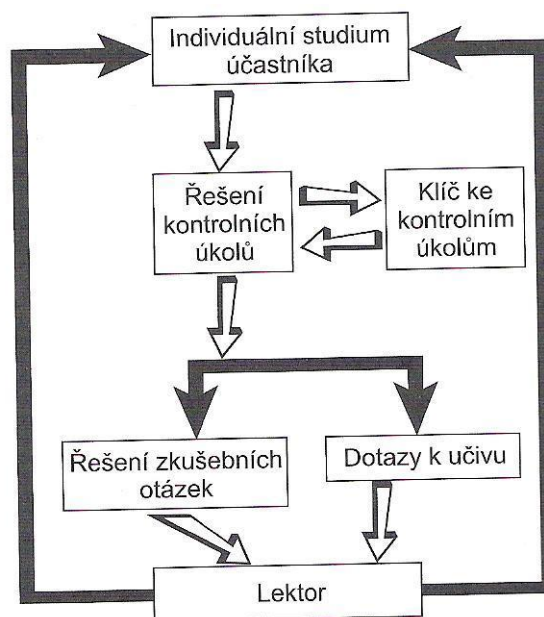 Individuální studium
účastníka
Řešení
kontrolních
úkolů
Klíč ke
kontrolním
úkolům
Řešení zkušebních
otázek
Dotazy k učivu
Lektor